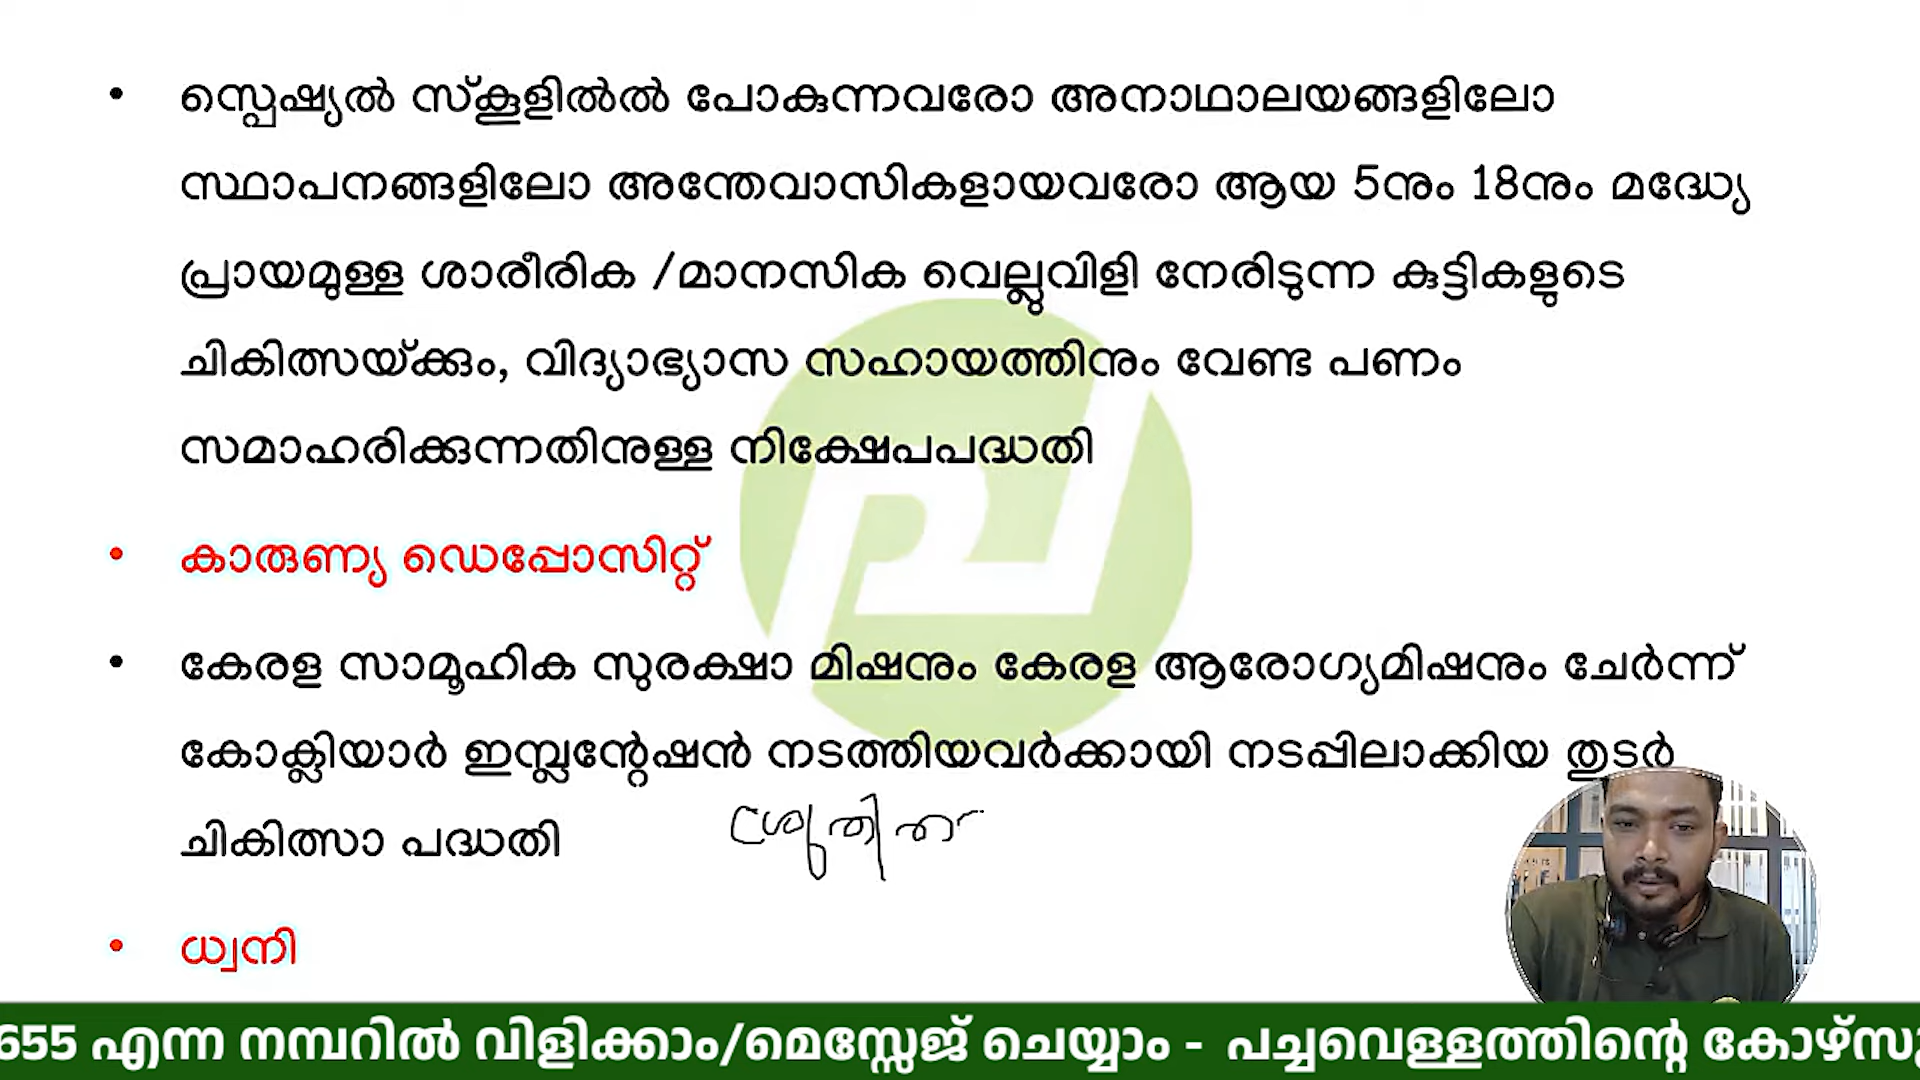 • സ്പെഷ്യൽ സ്കൂളിൽൽ പോകുന്നവരോ അനാഥാലയങ്ങളിലോ
സ്ഥാപനങ്ങളിലോ അന്തേവാസികളായവരോ ആയ 5നും 18നും മദ്ധ്യേ
പ്രായമുള്ള ശാരീരിക /മാനസിക വെല്ലുവിളി നേരിടുന്ന കുട്ടികളുടെ
ചികിത്സയ്ക്കും, വിദ്യാഭ്യാസ സഹായത്തിനും വേണ്ട പണം
സമാഹരിക്കുന്നതിനുള്ള നിക്ഷേപപദ്ധതി
• കാരുണ്യ ഡെപ്പോസിറ്റ്
• കേരള സാമൂഹിക സുരക്ഷാ മിഷനും കേരള ആരോഗ്യമിഷനും ചേർന്ന്
കോക്ലിയാർ ഇമ്പ്ലന്റേഷൻ നടത്തിയവർക്കായി നടപ്പിലാക്കിയ തുടർ
ചികിത്സാ പദ്ധതി
• ധ്വനി
655 എന്ന നമ്പറിൽ വിളിക്കാം/മെസ്സേജ് ചെയ്യാം - പച്ചവെള്ളത്തിന്റെ